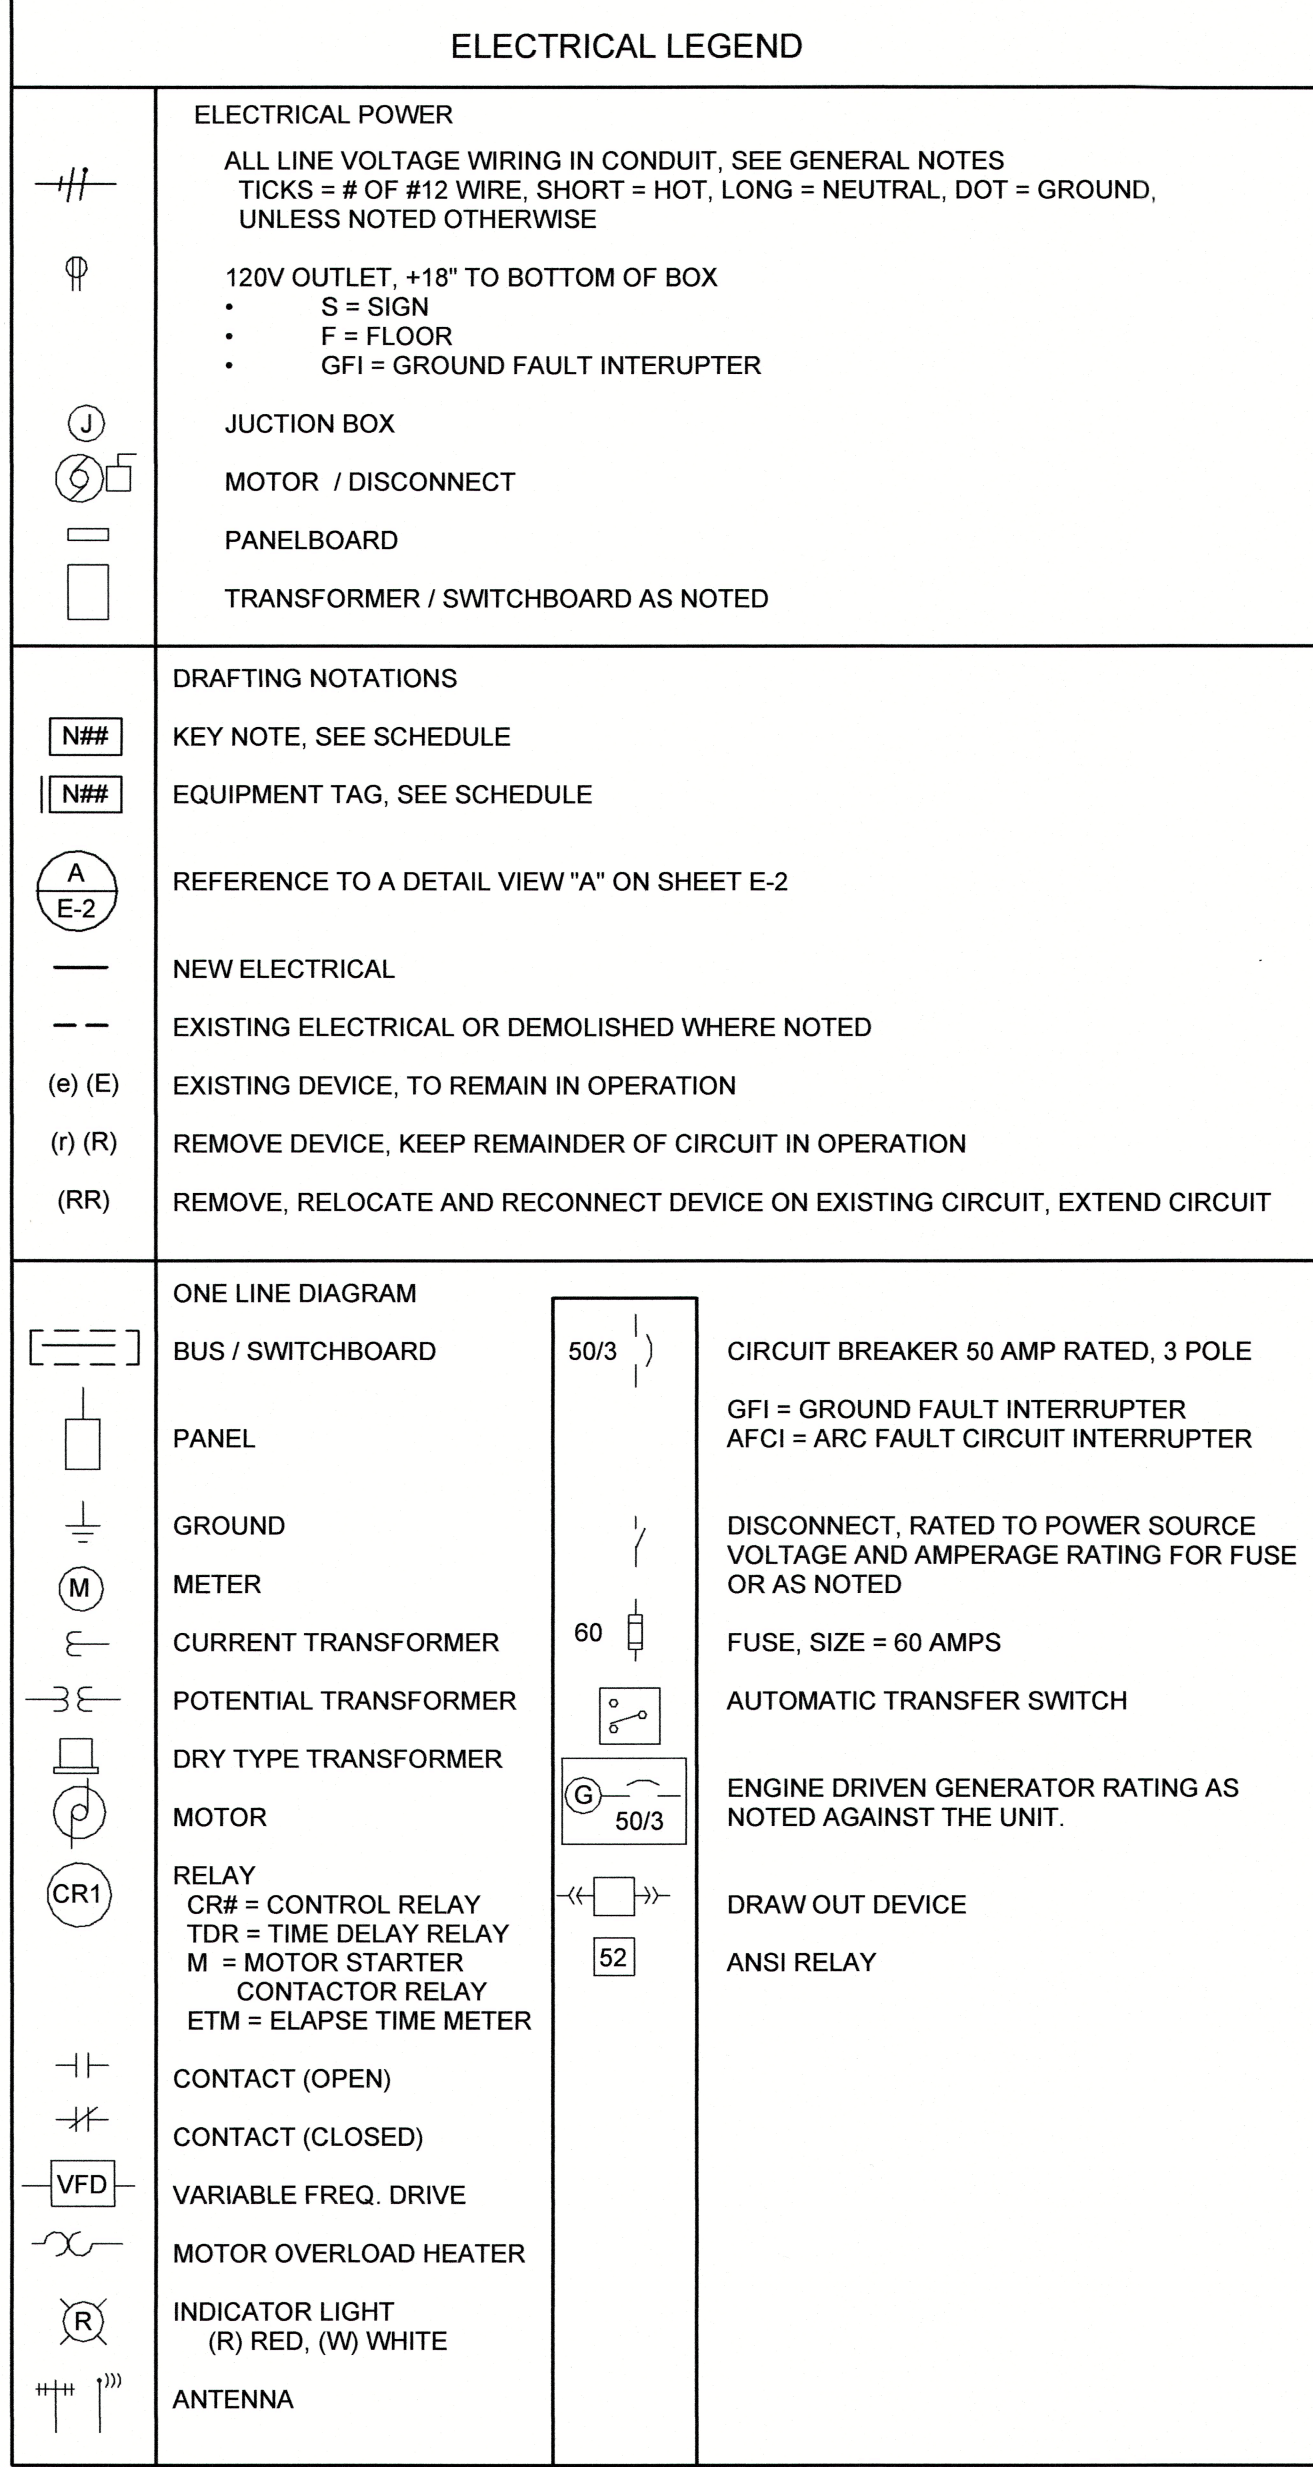 ELECTRICAL LEGEND
ELECTRICAL POWER
ALL LINE VOLTAGE WIRING IN CONDUIT, SEE GENERAL NOTES
TICKS = # OF #12 WIRE, SHORT = HOT, LONG = NEUTRAL, DOT = GROUND,
UNLESS NOTED OTHERWISE
120V OUTLET, +18" TO BOTTOM OF BOX
• S = SIGN
• F = FLOOR
• GFI = GROUND FAULT INTERUPTER
J JUCTION BOX
MOTOR / DISCONNECT
PANELBOARD
TRANSFORMER / SWITCHBOARD AS NOTED
DRAFTING NOTATIONS
N## KEY NOTE, SEE SCHEDULE
N## EQUIPMENT TAG, SEE SCHEDULE
A
E-2
REFERENCE TO A DETAIL VIEW "A" ON SHEET E-2
NEW ELECTRICAL
EXISTING ELECTRICAL OR DEMOLISHED WHERE NOTED
(e) (E) EXISTING DEVICE, TO REMAIN IN OPERATION
(r) (R) REMOVE DEVICE, KEEP REMAINDER OF CIRCUIT IN OPERATION
(RR) REMOVE, RELOCATE AND RECONNECT DEVICE ON EXISTING CIRCUIT, EXTEND CIRCUIT
ONE LINE DIAGRAM
BUS / SWITCHBOARD
PANEL
GROUND
M METER
CURRENT TRANSFORMER
POTENTIAL TRANSFORMER
DRY TYPE TRANSFORMER
MOTOR
CR1 RELAY
CR# = CONTROL RELAY
TDR = TIME DELAY RELAY
M = MOTOR STARTER
CONTACTOR RELAY
ETM = ELAPSE TIME METER
CONTACT (OPEN)
CONTACT (CLOSED)
VFD VARIABLE FREQ. DRIVE
MOTOR OVERLOAD HEATER
R INDICATOR LIGHT
(R) RED, (W) WHITE
ANTENNA
50/3 CIRCUIT BREAKER 50 AMP RATED, 3 POLE
GFI = GROUND FAULT INTERRUPTER
AFCI = ARC FAULT CIRCUIT INTERRUPTER
DISCONNECT, RATED TO POWER SOURCE
VOLTAGE AND AMPERAGE RATING FOR FUSE
OR AS NOTED
60 FUSE, SIZE = 60 AMPS
AUTOMATIC TRANSFER SWITCH
G
50/3
ENGINE DRIVEN GENERATOR RATING AS
NOTED AGAINST THE UNIT.
DRAW OUT DEVICE
52 ANSI RELAY